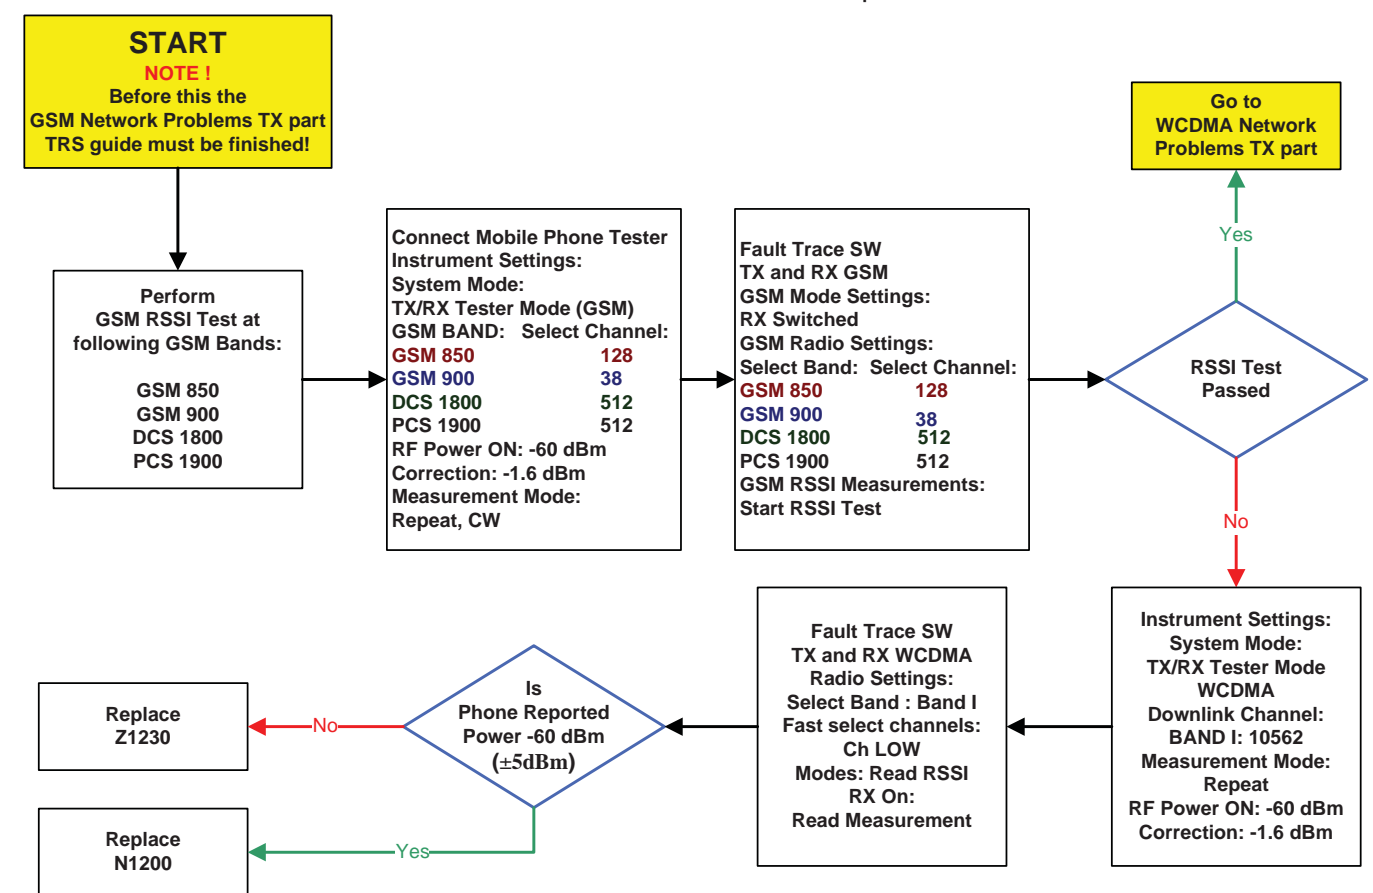 START
NOTE !
Before this the
GSM Network Problems TX part
TRS guide must be finished!
Perform
GSM RSSI Test at
following GSM Bands:
GSM 850
GSM 900
DCS 1800
PCS 1900
Connect Mobile Phone Tester
Instrument Settings:
System Mode:
TX/RX Tester Mode (GSM)
GSM BAND: Select Channel:
GSM 850 128
GSM 900 38
DCS 1800 512
PCS 1900 512
RF Power ON: -60 dBm
Correction: -1.6 dBm
Measurement Mode:
Repeat, CW
Fault Trace SW
TX and RX GSM
GSM Mode Settings:
RX Switched
GSM Radio Settings:
Select Band: Select Channel:
GSM 850 128
GSM 900 38
DCS 1800 512
PCS 1900 512
GSM RSSI Measurements:
Start RSSI Test
RSSI Test
Passed
Yes
Go to
WCDMA Network
Problems TX part
No
Instrument Settings:
System Mode:
TX/RX Tester Mode
WCDMA
Downlink Channel:
BAND I: 10562
Measurement Mode:
Repeat
RF Power ON: -60 dBm
Correction: -1.6 dBm
Fault Trace SW
TX and RX WCDMA
Radio Settings:
Select Band : Band I
Fast select channels:
Ch LOW
Modes: Read RSSI
RX On:
Read Measurement
Is
Phone Reported
Power -60 dBm
(±5dBm)
No
Replace
Z1230
Yes
Replace
N1200